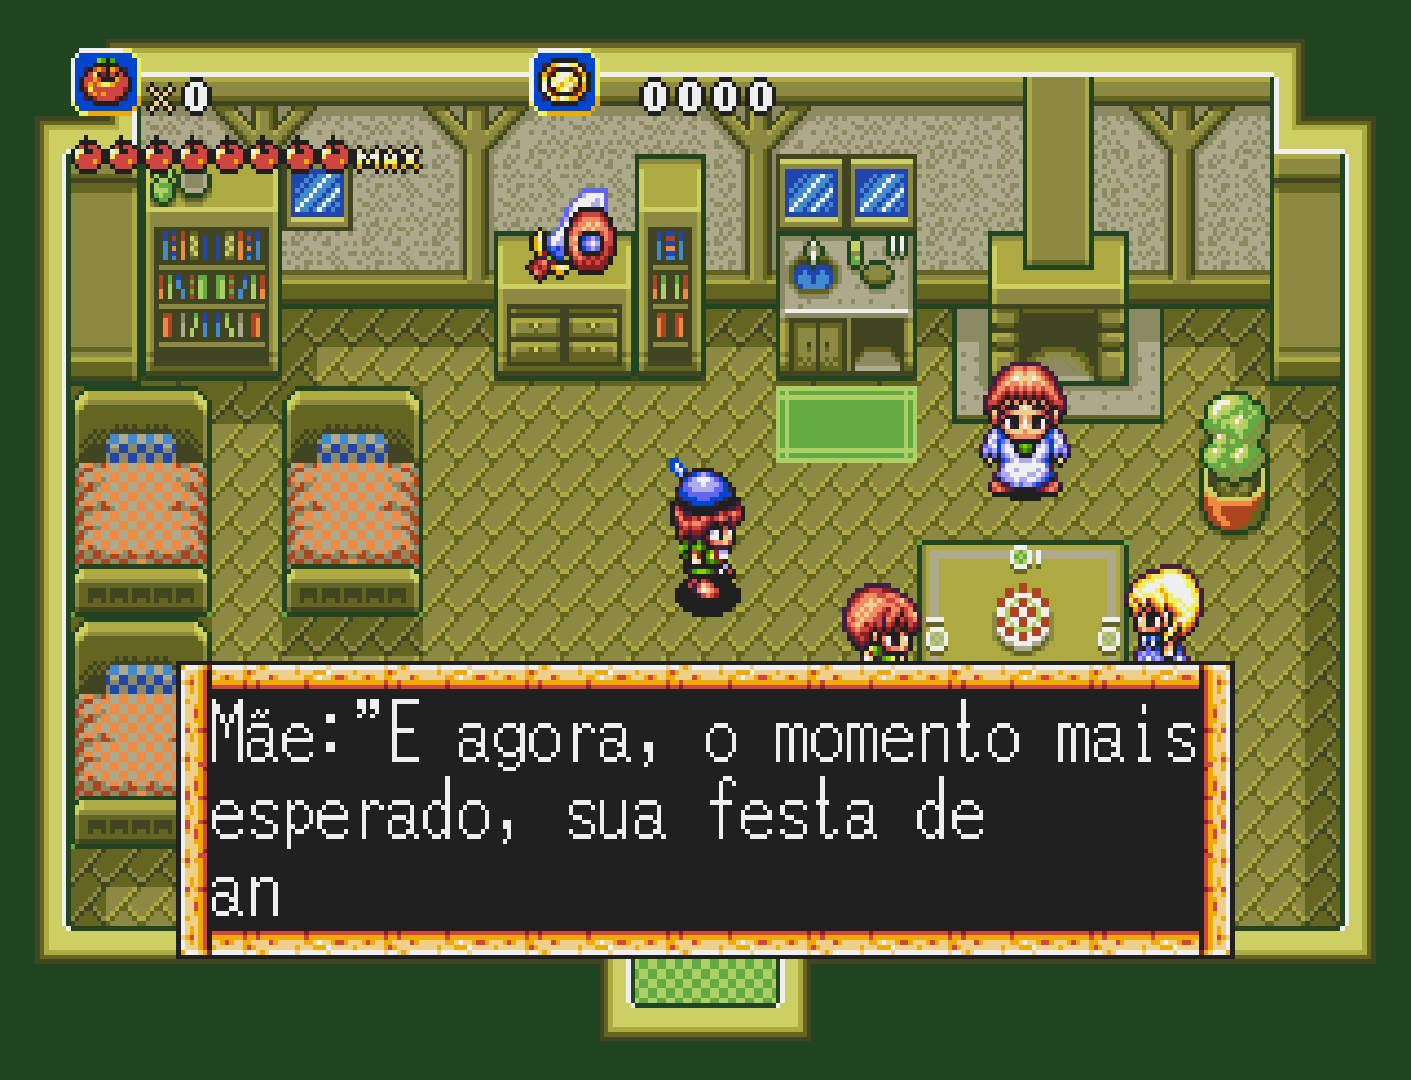 ×0
0000
MAX
Mãe:”E agora, o momento mais
esperado, sua festa de
an